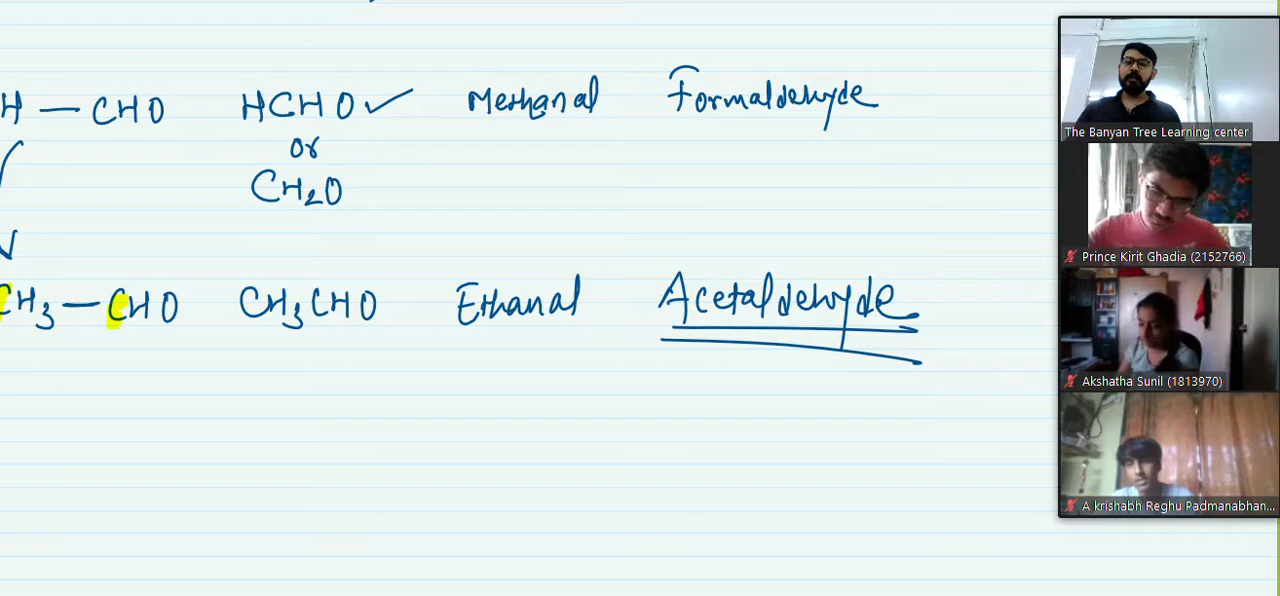 H — CHO HCHO ✓ Methanal Formaldehyde
or
CH₂O
CH₃ — CHO CH₃CHO Ethanal Acetaldehyde
The Banyan Tree Learning center
Prince Kirit Ghadia (2152766)
Akshatha Sunil (1813970)
A krishabh Reghu Padmanabhan...